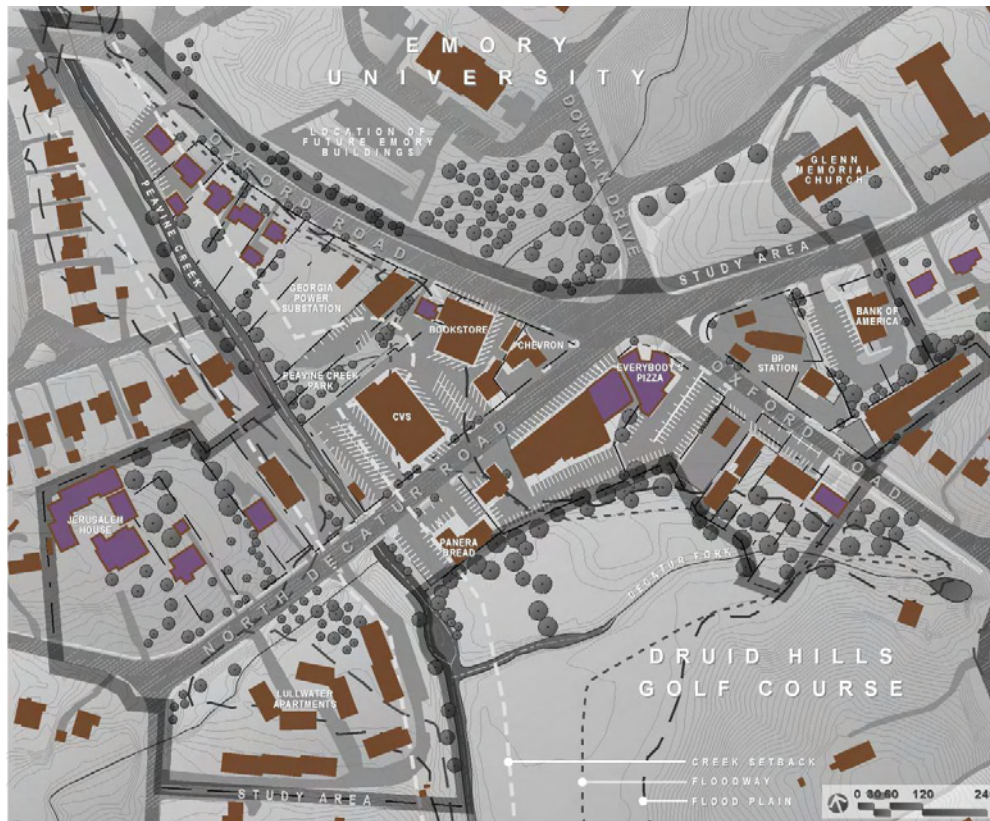 EMORY
UNIVERSITY
LOCATION OF
FUTURE EMORY
BUILDINGS
DOWMAN DRIVE
GLENN
MEMORIAL
CHURCH
OXFORD ROAD
PEAVINE CREEK
STUDY AREA
GEORGIA
POWER
SUBSTATION
BOOKSTORE
CHEVRON
BANK OF
AMERICA
BP
STATION
EVERYBODY'S
PIZZA
OXFORD ROAD
PEAVINE CREEK
PARK
CVS
JERUSALEM
HOUSE
NORTH DECATUR ROAD
PANERA
BREAD
DECATUR FORK
DRUID HILLS
GOLF COURSE
LULLWATER
APARTMENTS
CREEK SETBACK
FLOODWAY
FLOOD PLAIN
STUDY AREA
0 30 60 120 240